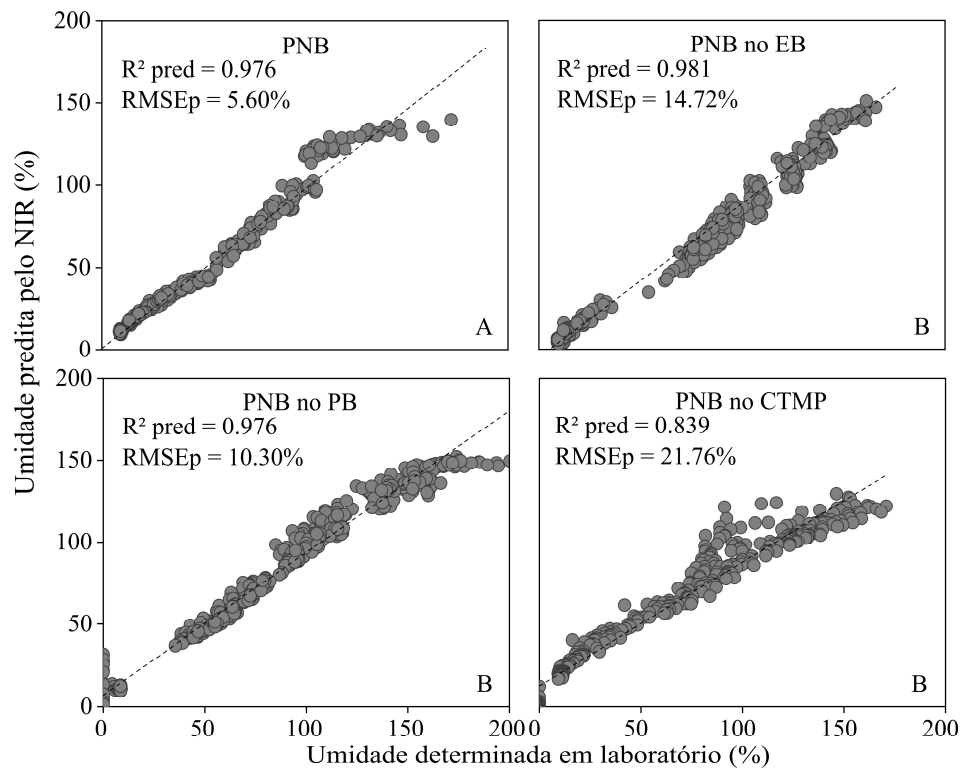 Umidade predita pelo NIR (%)
200
150
100
50
0
PNB
R² pred = 0.976
RMSEp = 5.60%
A
PNB no EB
R² pred = 0.981
RMSEp = 14.72%
B
200
150
100
50
0
PNB no PB
R² pred = 0.976
RMSEp = 10.30%
B
PNB no CTMP
R² pred = 0.839
RMSEp = 21.76%
B
0 50 100 150 200 0 50 100 150 200
Umidade determinada em laboratório (%)